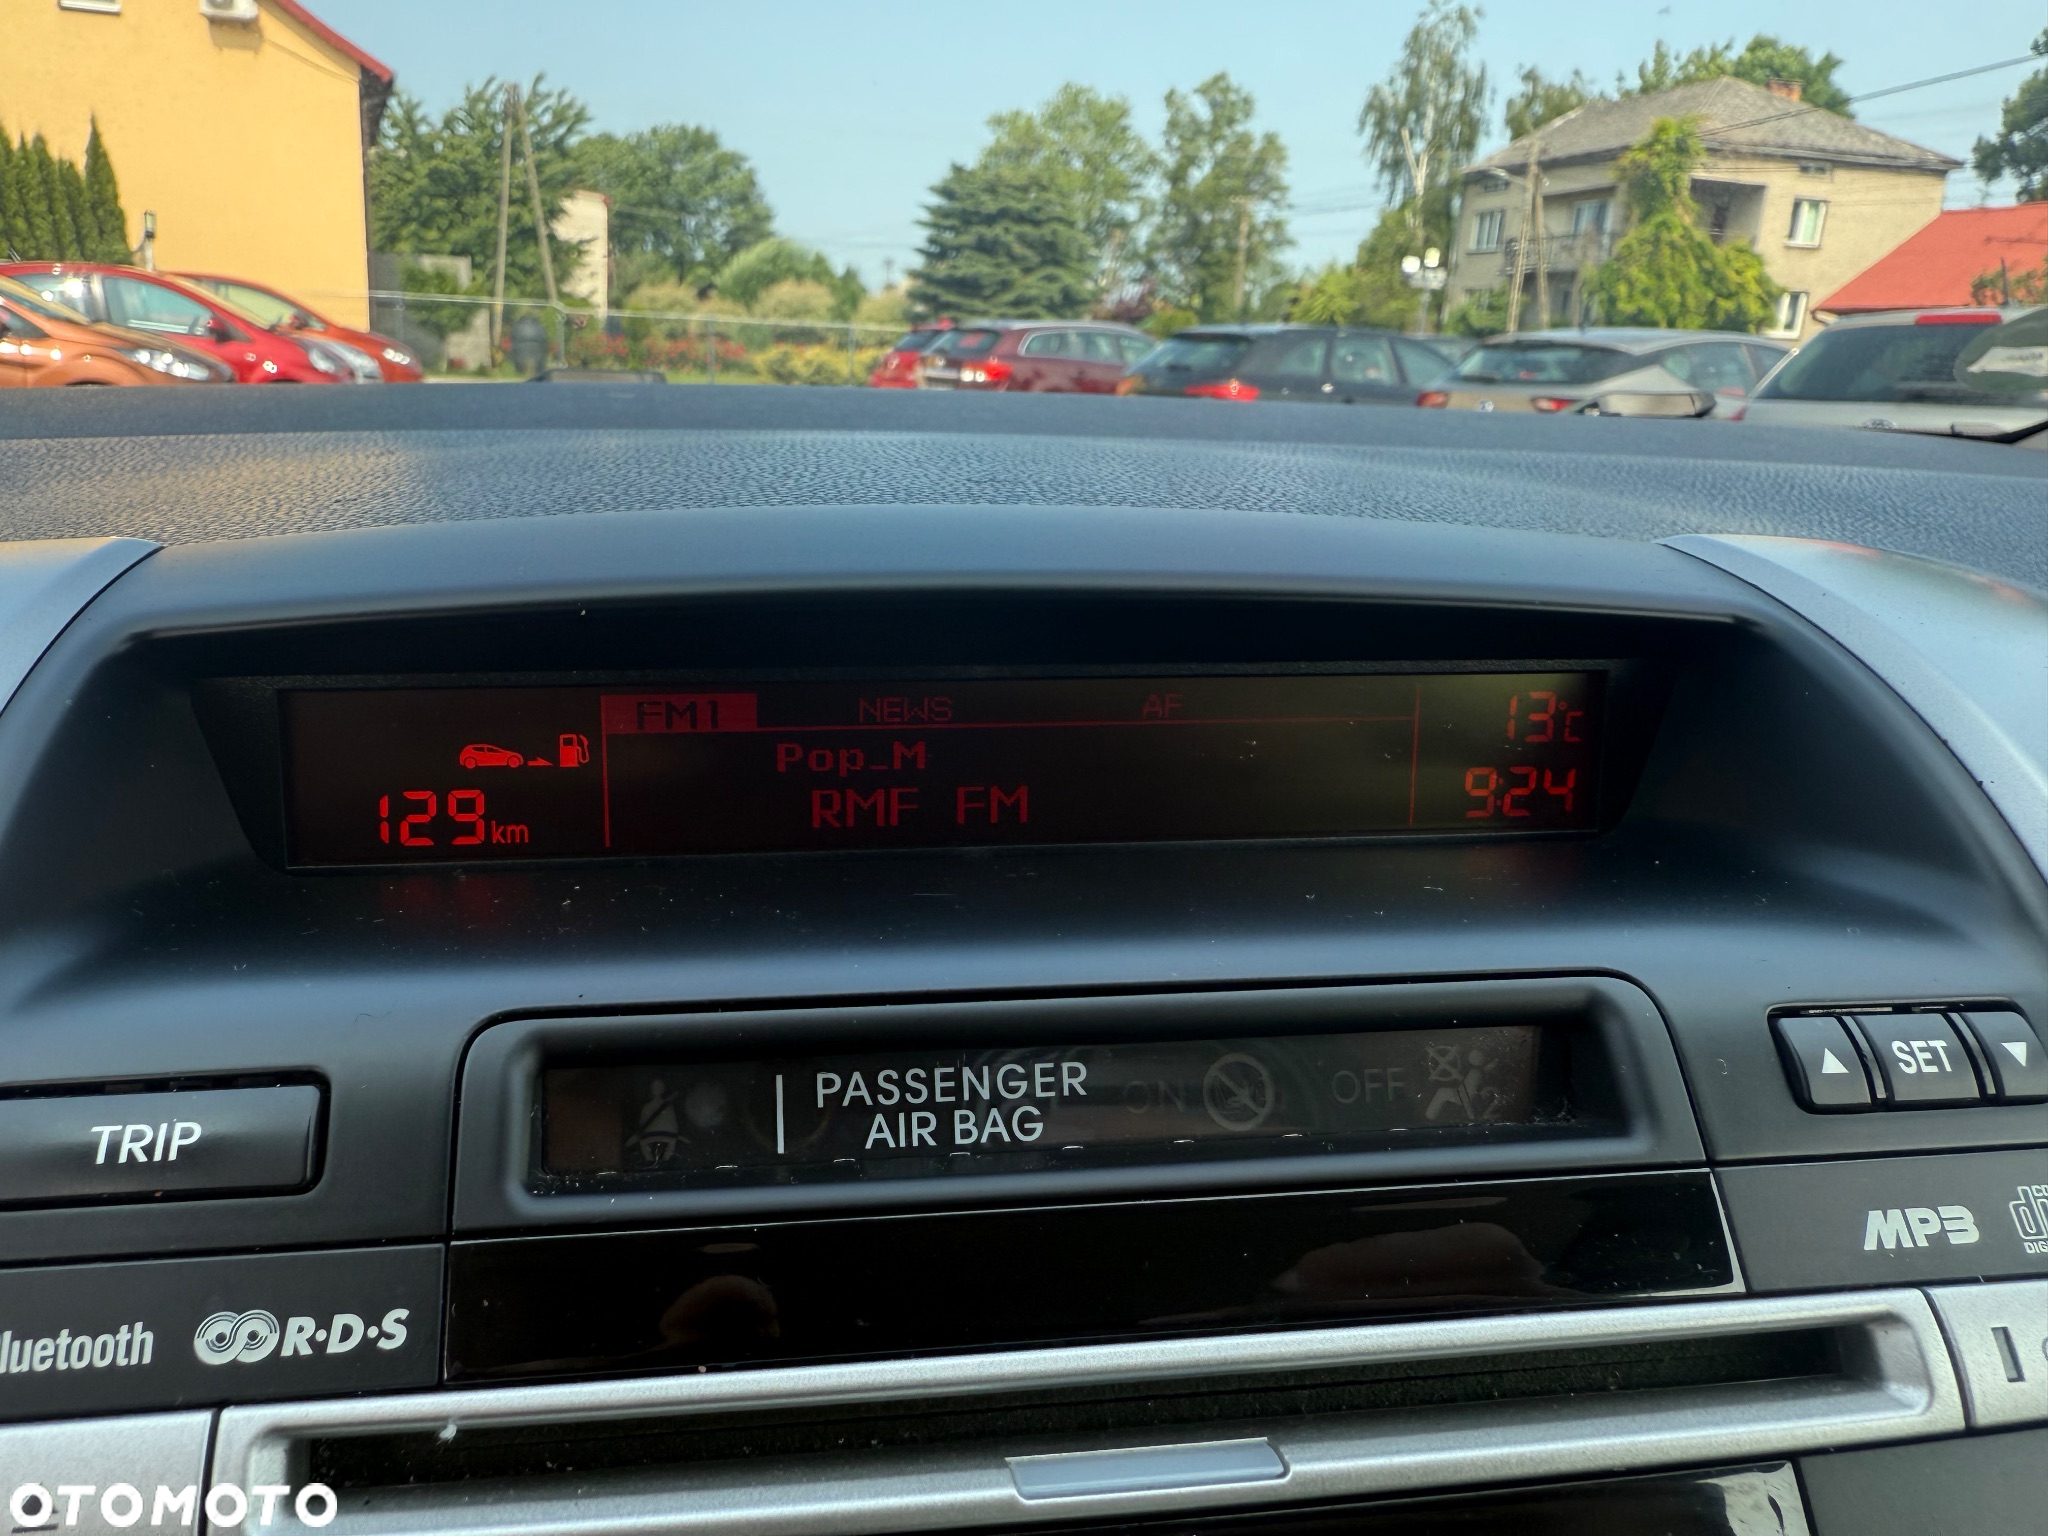 FM1 NEWS AF 13°C
Pop_M
129km RMF FM 9:24
PASSENGER
AIR BAG
ON OFF 2
TRIP
SET
MP3
luetooth R·D·S
OTOMOTO